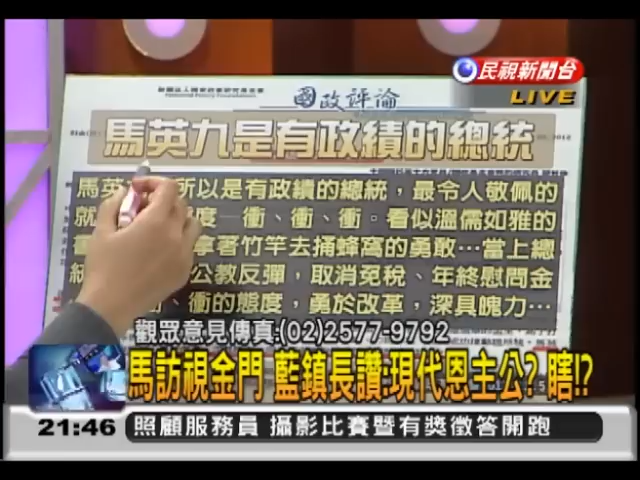 民視新聞台
LIVE
國政評論
馬英九是有政績的總統
馬英 所以是有政績的總統，最令人敬佩的
就 度 衝、衝、衝。看似溫儒如雅的
拿著竹竿去捅蜂窩的勇敢…當上總
統 公教反彈，取消免稅、年終慰問金
、衝的態度，勇於改革，深具魄力…
觀眾意見傳真:(02)2577-9792
馬訪視金門 藍鎮長讚:現代恩主公? 瞎!?
21:46 照顧服務員 攝影比賽暨有獎徵答開跑